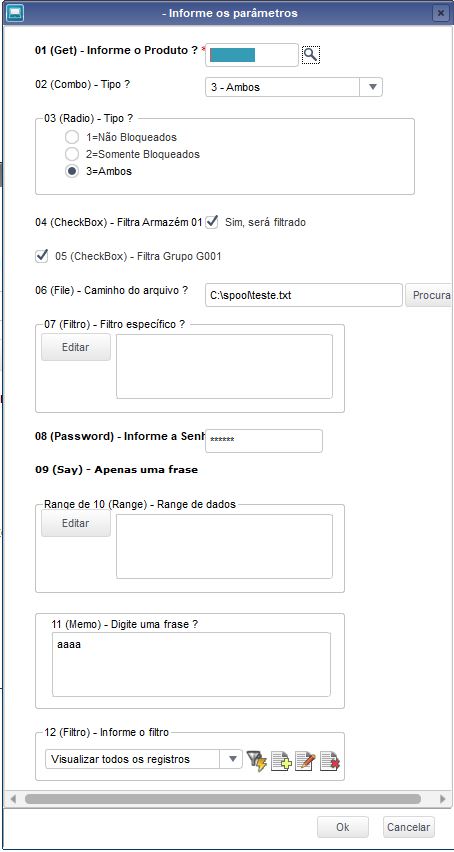 - Informe os parâmetros
01 (Get) - Informe o Produto ? *
02 (Combo) - Tipo ? 3 - Ambos
03 (Radio) - Tipo ?
1=Não Bloqueados
2=Somente Bloqueados
3=Ambos
04 (CheckBox) - Filtra Armazém 01 Sim, será filtrado
05 (CheckBox) - Filtra Grupo G001
06 (File) - Caminho do arquivo ? C:\spool\teste.txt Procura
07 (Filtro) - Filtro específico ?
Editar
08 (Password) - Informe a Senh ******
09 (Say) - Apenas uma frase
Range de 10 (Range) - Range de dados
Editar
11 (Memo) - Digite uma frase ?
aaaa
12 (Filtro) - Informe o filtro
Visualizar todos os registros
Ok Cancelar